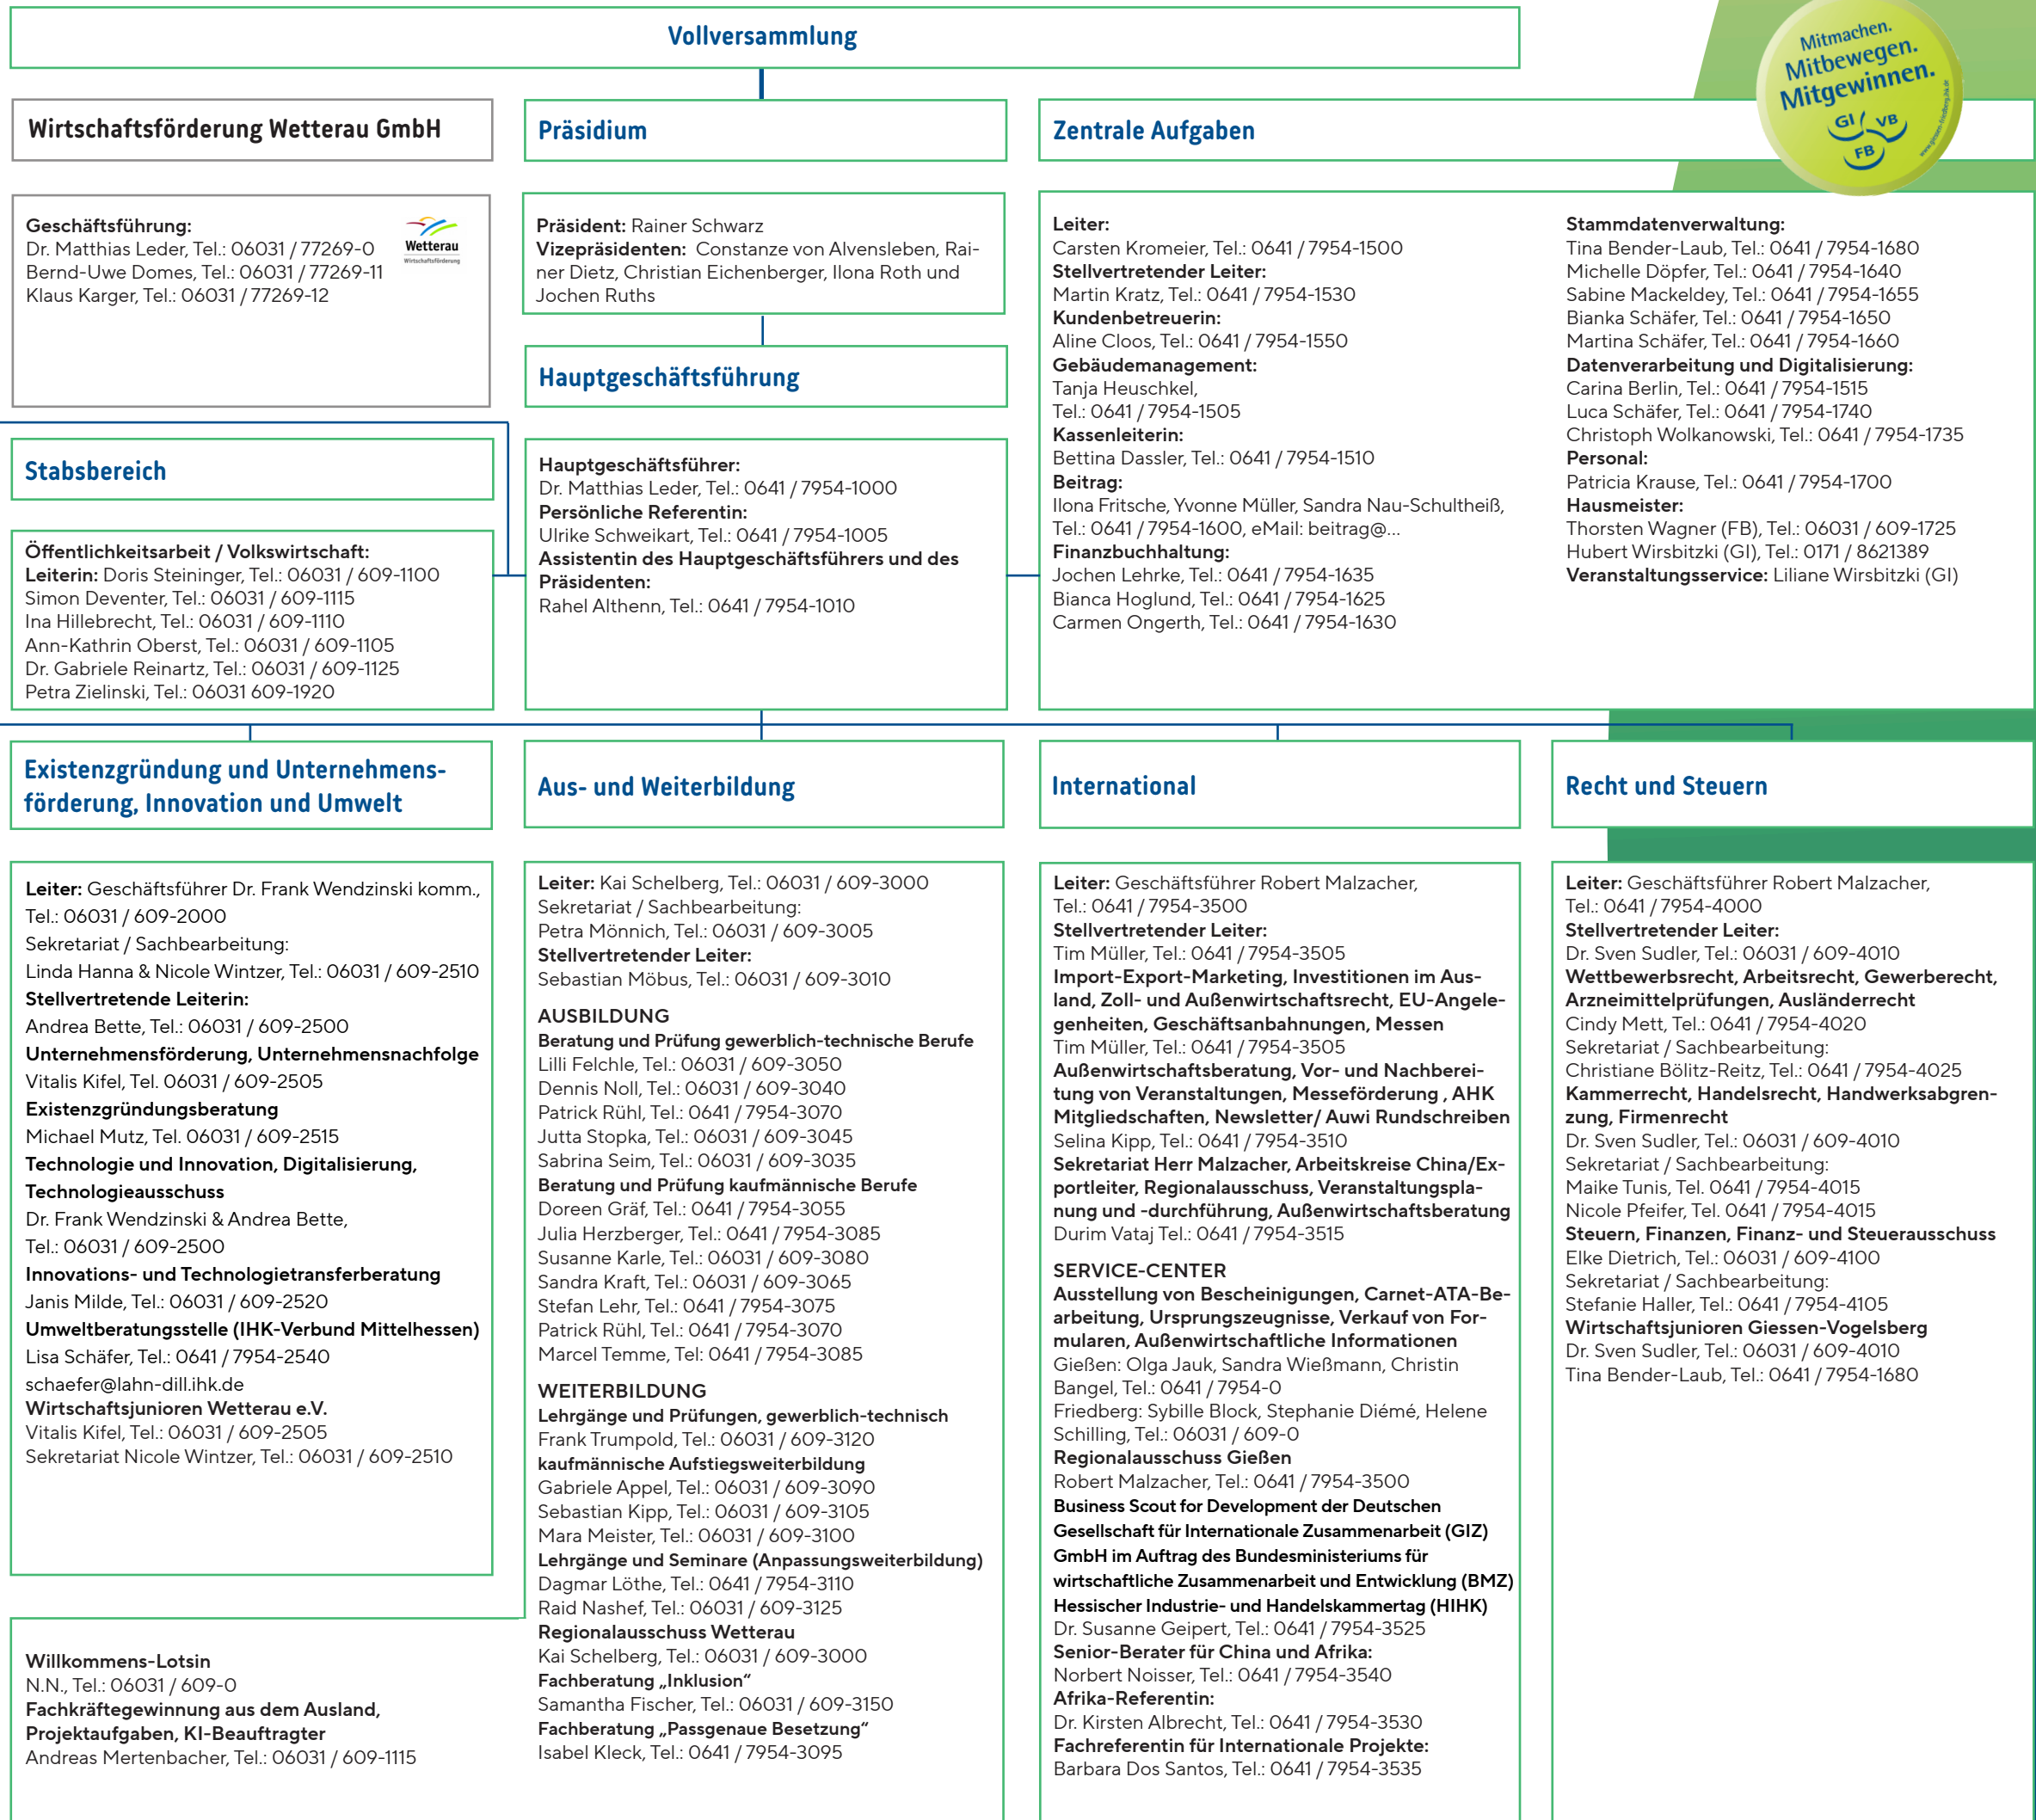 Vollversammlung
Mitmachen.
Mitbewegen.
Mitgewinnen.
GI VB
FB
Wirtschaftsförderung Wetterau GmbH
Geschäftsführung:
Dr. Matthias Leder, Tel.: 06031 / 77269-0
Bernd-Uwe Domes, Tel.: 06031 / 77269-11
Klaus Karger, Tel.: 06031 / 77269-12
Wetterau
Wirtschaftsförderung
Präsidium
Präsident: Rainer Schwarz
Vizepräsidenten: Constanze von Alvensleben, Rai-
ner Dietz, Christian Eichenberger, Ilona Roth und
Jochen Ruths
Hauptgeschäftsführung
Hauptgeschäftsführer:
Dr. Matthias Leder, Tel.: 0641 / 7954-1000
Persönliche Referentin:
Ulrike Schweikart, Tel.: 0641 / 7954-1005
Assistentin des Hauptgeschäftsführers und des
Präsidenten:
Rahel Althenn, Tel.: 0641 / 7954-1010
Zentrale Aufgaben
Leiter:
Carsten Kromeier, Tel.: 0641 / 7954-1500
Stellvertretender Leiter:
Martin Kratz, Tel.: 0641 / 7954-1530
Kundenbetreuerin:
Aline Cloos, Tel.: 0641 / 7954-1550
Gebäudemanagement:
Tanja Heuschkel,
Tel.: 0641 / 7954-1505
Kassenleiterin:
Bettina Dassler, Tel.: 0641 / 7954-1510
Beitrag:
Ilona Fritsche, Yvonne Müller, Sandra Nau-Schultheiß,
Tel.: 0641 / 7954-1600, eMail: beitrag@...
Finanzbuchhaltung:
Jochen Lehrke, Tel.: 0641 / 7954-1635
Bianca Hoglund, Tel.: 0641 / 7954-1625
Carmen Ongerth, Tel.: 0641 / 7954-1630
Stammdatenverwaltung:
Tina Bender-Laub, Tel.: 0641 / 7954-1680
Michelle Döpfer, Tel.: 0641 / 7954-1640
Sabine Mackeldey, Tel.: 0641 / 7954-1655
Bianka Schäfer, Tel.: 0641 / 7954-1650
Martina Schäfer, Tel.: 0641 / 7954-1660
Datenverarbeitung und Digitalisierung:
Carina Berlin, Tel.: 0641 / 7954-1515
Luca Schäfer, Tel.: 0641 / 7954-1740
Christoph Wolkanowski, Tel.: 0641 / 7954-1735
Personal:
Patricia Krause, Tel.: 0641 / 7954-1700
Hausmeister:
Thorsten Wagner (FB), Tel.: 06031 / 609-1725
Hubert Wirsbitzki (GI), Tel.: 0171 / 8621389
Veranstaltungsservice: Liliane Wirsbitzki (GI)
Stabsbereich
Öffentlichkeitsarbeit / Volkswirtschaft:
Leiterin: Doris Steininger, Tel.: 06031 / 609-1100
Simon Deventer, Tel.: 06031 / 609-1115
Ina Hillebrecht, Tel.: 06031 / 609-1110
Ann-Kathrin Oberst, Tel.: 06031 / 609-1105
Dr. Gabriele Reinartz, Tel.: 06031 / 609-1125
Petra Zielinski, Tel.: 06031 609-1920
Existenzgründung und Unternehmens-
förderung, Innovation und Umwelt
Leiter: Geschäftsführer Dr. Frank Wendzinski komm.,
Tel.: 06031 / 609-2000
Sekretariat / Sachbearbeitung:
Linda Hanna & Nicole Wintzer, Tel.: 06031 / 609-2510
Stellvertretende Leiterin:
Andrea Bette, Tel.: 06031 / 609-2500
Unternehmensförderung, Unternehmensnachfolge
Vitalis Kifel, Tel. 06031 / 609-2505
Existenzgründungsberatung
Michael Mutz, Tel. 06031 / 609-2515
Technologie und Innovation, Digitalisierung,
Technologieausschuss
Dr. Frank Wendzinski & Andrea Bette,
Tel.: 06031 / 609-2500
Innovations- und Technologietransferberatung
Janis Milde, Tel.: 06031 / 609-2520
Umweltberatungsstelle (IHK-Verbund Mittelhessen)
Lisa Schäfer, Tel.: 0641 / 7954-2540
schaefer@lahn-dill.ihk.de
Wirtschaftsjunioren Wetterau e.V.
Vitalis Kifel, Tel.: 06031 / 609-2505
Sekretariat Nicole Wintzer, Tel.: 06031 / 609-2510
Willkommens-Lotsin
N.N., Tel.: 06031 / 609-0
Fachkräftegewinnung aus dem Ausland,
Projektaufgaben, KI-Beauftragter
Andreas Mertenbacher, Tel.: 06031 / 609-1115
Aus- und Weiterbildung
Leiter: Kai Schelberg, Tel.: 06031 / 609-3000
Sekretariat / Sachbearbeitung:
Petra Mönnich, Tel.: 06031 / 609-3005
Stellvertretender Leiter:
Sebastian Möbus, Tel.: 06031 / 609-3010
AUSBILDUNG
Beratung und Prüfung gewerblich-technische Berufe
Lilli Felchle, Tel.: 06031 / 609-3050
Dennis Noll, Tel.: 06031 / 609-3040
Patrick Rühl, Tel.: 0641 / 7954-3070
Jutta Stopka, Tel.: 06031 / 609-3045
Sabrina Seim, Tel.: 06031 / 609-3035
Beratung und Prüfung kaufmännische Berufe
Doreen Gräf, Tel.: 0641 / 7954-3055
Julia Herzberger, Tel.: 0641 / 7954-3085
Susanne Karle, Tel.: 06031 / 609-3080
Sandra Kraft, Tel.: 06031 / 609-3065
Stefan Lehr, Tel.: 0641 / 7954-3075
Patrick Rühl, Tel.: 0641 / 7954-3070
Marcel Temme, Tel: 0641 / 7954-3085
WEITERBILDUNG
Lehrgänge und Prüfungen, gewerblich-technisch
Frank Trumpold, Tel.: 06031 / 609-3120
kaufmännische Aufstiegsweiterbildung
Gabriele Appel, Tel.: 06031 / 609-3090
Sebastian Kipp, Tel.: 06031 / 609-3105
Mara Meister, Tel.: 06031 / 609-3100
Lehrgänge und Seminare (Anpassungsweiterbildung)
Dagmar Löthe, Tel.: 0641 / 7954-3110
Raid Nashef, Tel.: 06031 / 609-3125
Regionalausschuss Wetterau
Kai Schelberg, Tel.: 06031 / 609-3000
Fachberatung „Inklusion“
Samantha Fischer, Tel.: 06031 / 609-3150
Fachberatung „Passgenaue Besetzung“
Isabel Kleck, Tel.: 0641 / 7954-3095
International
Leiter: Geschäftsführer Robert Malzacher,
Tel.: 0641 / 7954-3500
Stellvertretender Leiter:
Tim Müller, Tel.: 0641 / 7954-3505
Import-Export-Marketing, Investitionen im Aus-
land, Zoll- und Außenwirtschaftsrecht, EU-Angele-
genheiten, Geschäftsanbahnungen, Messen
Tim Müller, Tel.: 0641 / 7954-3505
Außenwirtschaftsberatung, Vor- und Nachberei-
tung von Veranstaltungen, Messeförderung , AHK
Mitgliedschaften, Newsletter/ Auwi Rundschreiben
Selina Kipp, Tel.: 0641 / 7954-3510
Sekretariat Herr Malzacher, Arbeitskreise China/Ex-
portleiter, Regionalausschuss, Veranstaltungspla-
nung und -durchführung, Außenwirtschaftsberatung
Durim Vataj Tel.: 0641 / 7954-3515
SERVICE-CENTER
Ausstellung von Bescheinigungen, Carnet-ATA-Be-
arbeitung, Ursprungszeugnisse, Verkauf von For-
mularen, Außenwirtschaftliche Informationen
Gießen: Olga Jauk, Sandra Wießmann, Christin
Bangel, Tel.: 0641 / 7954-0
Friedberg: Sybille Block, Stephanie Diémé, Helene
Schilling, Tel.: 06031 / 609-0
Regionalausschuss Gießen
Robert Malzacher, Tel.: 0641 / 7954-3500
Business Scout for Development der Deutschen
Gesellschaft für Internationale Zusammenarbeit (GIZ)
GmbH im Auftrag des Bundesministeriums für
wirtschaftliche Zusammenarbeit und Entwicklung (BMZ)
Hessischer Industrie- und Handelskammertag (HIHK)
Dr. Susanne Geipert, Tel.: 0641 / 7954-3525
Senior-Berater für China und Afrika:
Norbert Noisser, Tel.: 0641 / 7954-3540
Afrika-Referentin:
Dr. Kirsten Albrecht, Tel.: 0641 / 7954-3530
Fachreferentin für Internationale Projekte:
Barbara Dos Santos, Tel.: 0641 / 7954-3535
Recht und Steuern
Leiter: Geschäftsführer Robert Malzacher,
Tel.: 0641 / 7954-4000
Stellvertretender Leiter:
Dr. Sven Sudler, Tel.: 06031 / 609-4010
Wettbewerbsrecht, Arbeitsrecht, Gewerberecht,
Arzneimittelprüfungen, Ausländerrecht
Cindy Mett, Tel.: 0641 / 7954-4020
Sekretariat / Sachbearbeitung:
Christiane Bölitz-Reitz, Tel.: 0641 / 7954-4025
Kammerrecht, Handelsrecht, Handwerksabgren-
zung, Firmenrecht
Dr. Sven Sudler, Tel.: 06031 / 609-4010
Sekretariat / Sachbearbeitung:
Maike Tunis, Tel. 0641 / 7954-4015
Nicole Pfeifer, Tel. 0641 / 7954-4015
Steuern, Finanzen, Finanz- und Steuerausschuss
Elke Dietrich, Tel.: 06031 / 609-4100
Sekretariat / Sachbearbeitung:
Stefanie Haller, Tel.: 0641 / 7954-4105
Wirtschaftsjunioren Giessen-Vogelsberg
Dr. Sven Sudler, Tel.: 06031 / 609-4010
Tina Bender-Laub, Tel.: 0641 / 7954-1680